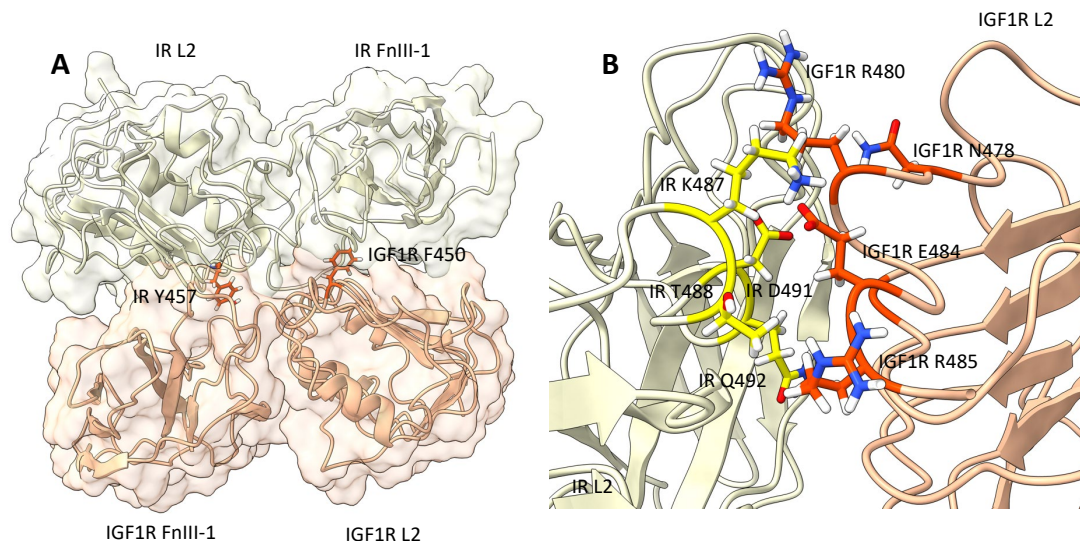 A
IR L2
IR FnIII-1
IR Y457
IGF1R F450
IGF1R FnIII-1
IGF1R L2
B
IGF1R L2
IGF1R R480
IGF1R N478
IR K487
IGF1R E484
IR T488
IR D491
IR Q492
IGF1R R485
IR L2